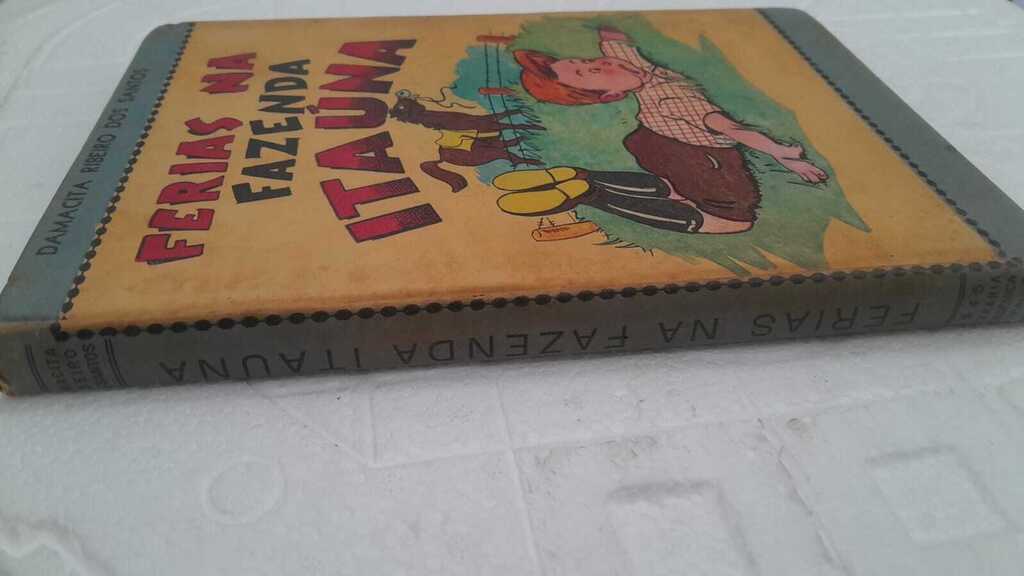 DAMACITA RIBEIRO DOS SANTOS
FERIAS NA
FAZENDA
ITAÚNA
FERIAS NA FAZENDA ITAUNA